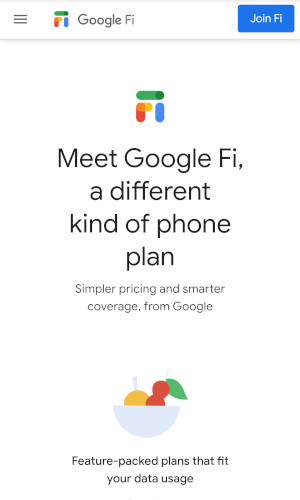 Google Fi
Join Fi
Meet Google Fi,
a different
kind of phone
plan
Simpler pricing and smarter
coverage, from Google
Feature-packed plans that fit
your data usage